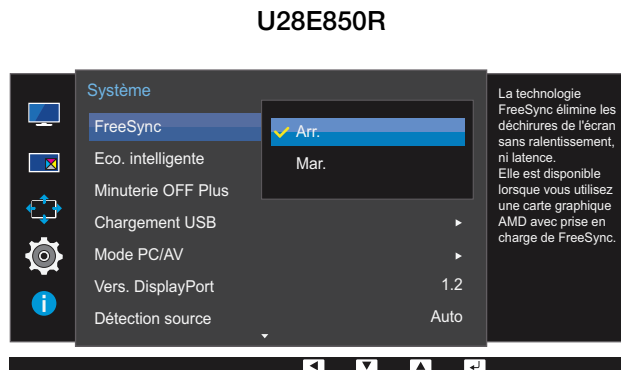 U28E850R
Système
FreeSync
Arr.
Eco. intelligente
Mar.
Minuterie OFF Plus
Chargement USB
Mode PC/AV
Vers. DisplayPort 1.2
Détection source Auto
La technologie
FreeSync élimine les
déchirures de l'écran
sans ralentissement,
ni latence.
Elle est disponible
lorsque vous utilisez
une carte graphique
AMD avec prise en
charge de FreeSync.